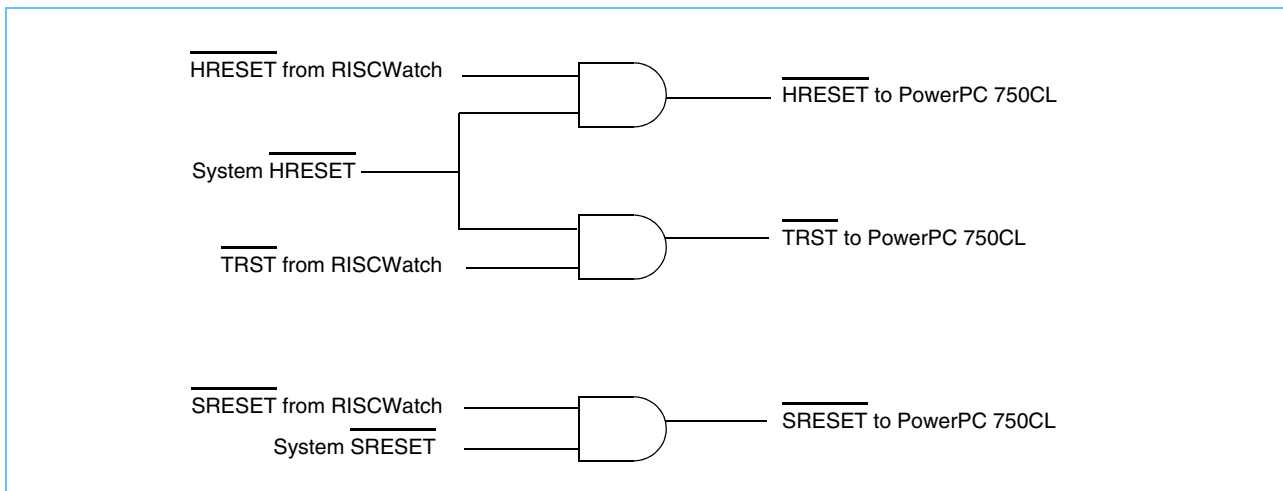 HRESET from RISCWatch
HRESET to PowerPC 750CL
System HRESET
TRST to PowerPC 750CL
TRST from RISCWatch
SRESET from RISCWatch
SRESET to PowerPC 750CL
System SRESET